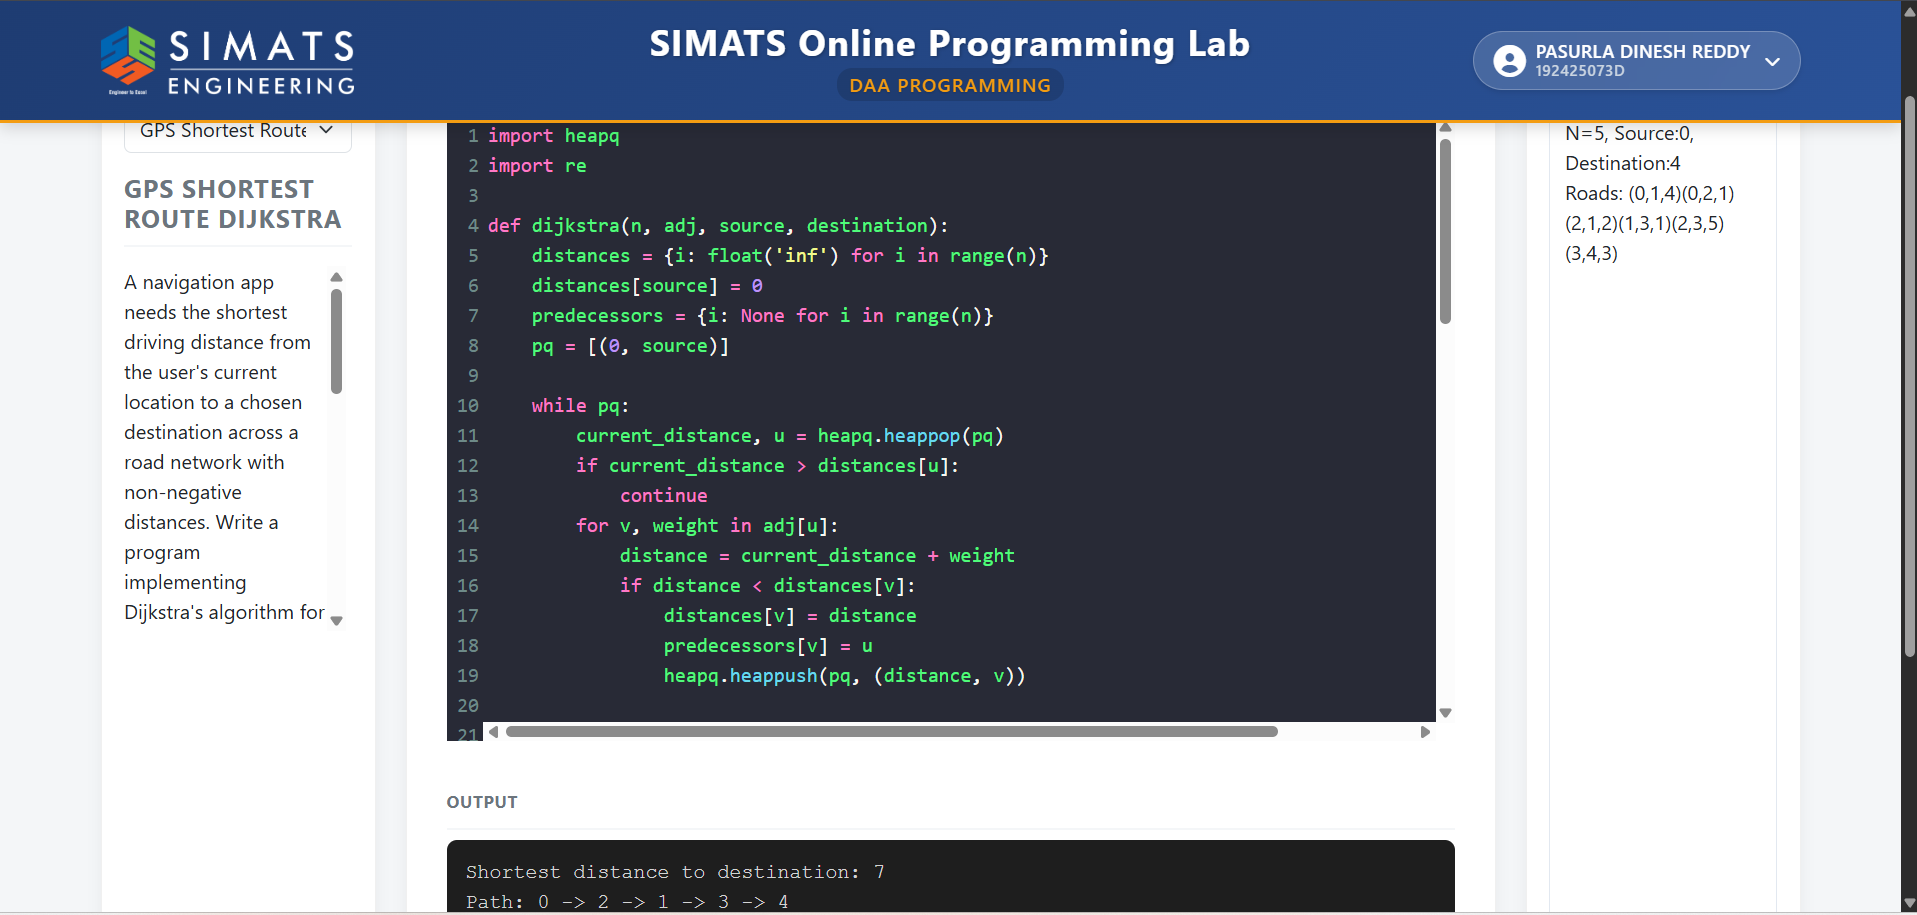 SIMATS
ENGINEERING
Engineer to Excel
SIMATS Online Programming Lab
DAA PROGRAMMING
PASURLA DINESH REDDY
192425073D
GPS Shortest Route
GPS SHORTEST
ROUTE DIJKSTRA
A navigation app
needs the shortest
driving distance from
the user's current
location to a chosen
destination across a
road network with
non-negative
distances. Write a
program
implementing
Dijkstra's algorithm for
1 import heapq
2 import re
3
4 def dijkstra(n, adj, source, destination):
5     distances = {i: float('inf') for i in range(n)}
6     distances[source] = 0
7     predecessors = {i: None for i in range(n)}
8     pq = [(0, source)]
9
10     while pq:
11         current_distance, u = heapq.heappop(pq)
12         if current_distance > distances[u]:
13             continue
14         for v, weight in adj[u]:
15             distance = current_distance + weight
16             if distance < distances[v]:
17                 distances[v] = distance
18                 predecessors[v] = u
19                 heapq.heappush(pq, (distance, v))
20
21
OUTPUT
Shortest distance to destination: 7
Path: 0 -> 2 -> 1 -> 3 -> 4
N=5, Source:0,
Destination:4
Roads: (0,1,4)(0,2,1)
(2,1,2)(1,3,1)(2,3,5)
(3,4,3)